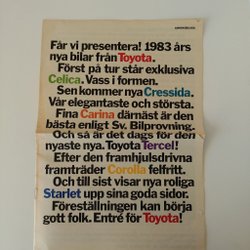 Får vi presentera! 1983 års
nya bilar från Toyota.
Först på tur står exklusiva
Celica. Vass i formen.
Sen kommer nya Cressida.
Vår elegantaste och största.
Fina Carina därnäst är den
bästa enligt Sv. Bilprovning.
Och så är det dags för den
nyaste nya. Toyota Tercel!
Efter den framhjulsdrivna
framträder Corolla felfritt.
Och till sist visar nya roliga
Starlet upp sina goda sidor.
Föreställningen kan börja
gott folk. Entré för Toyota!